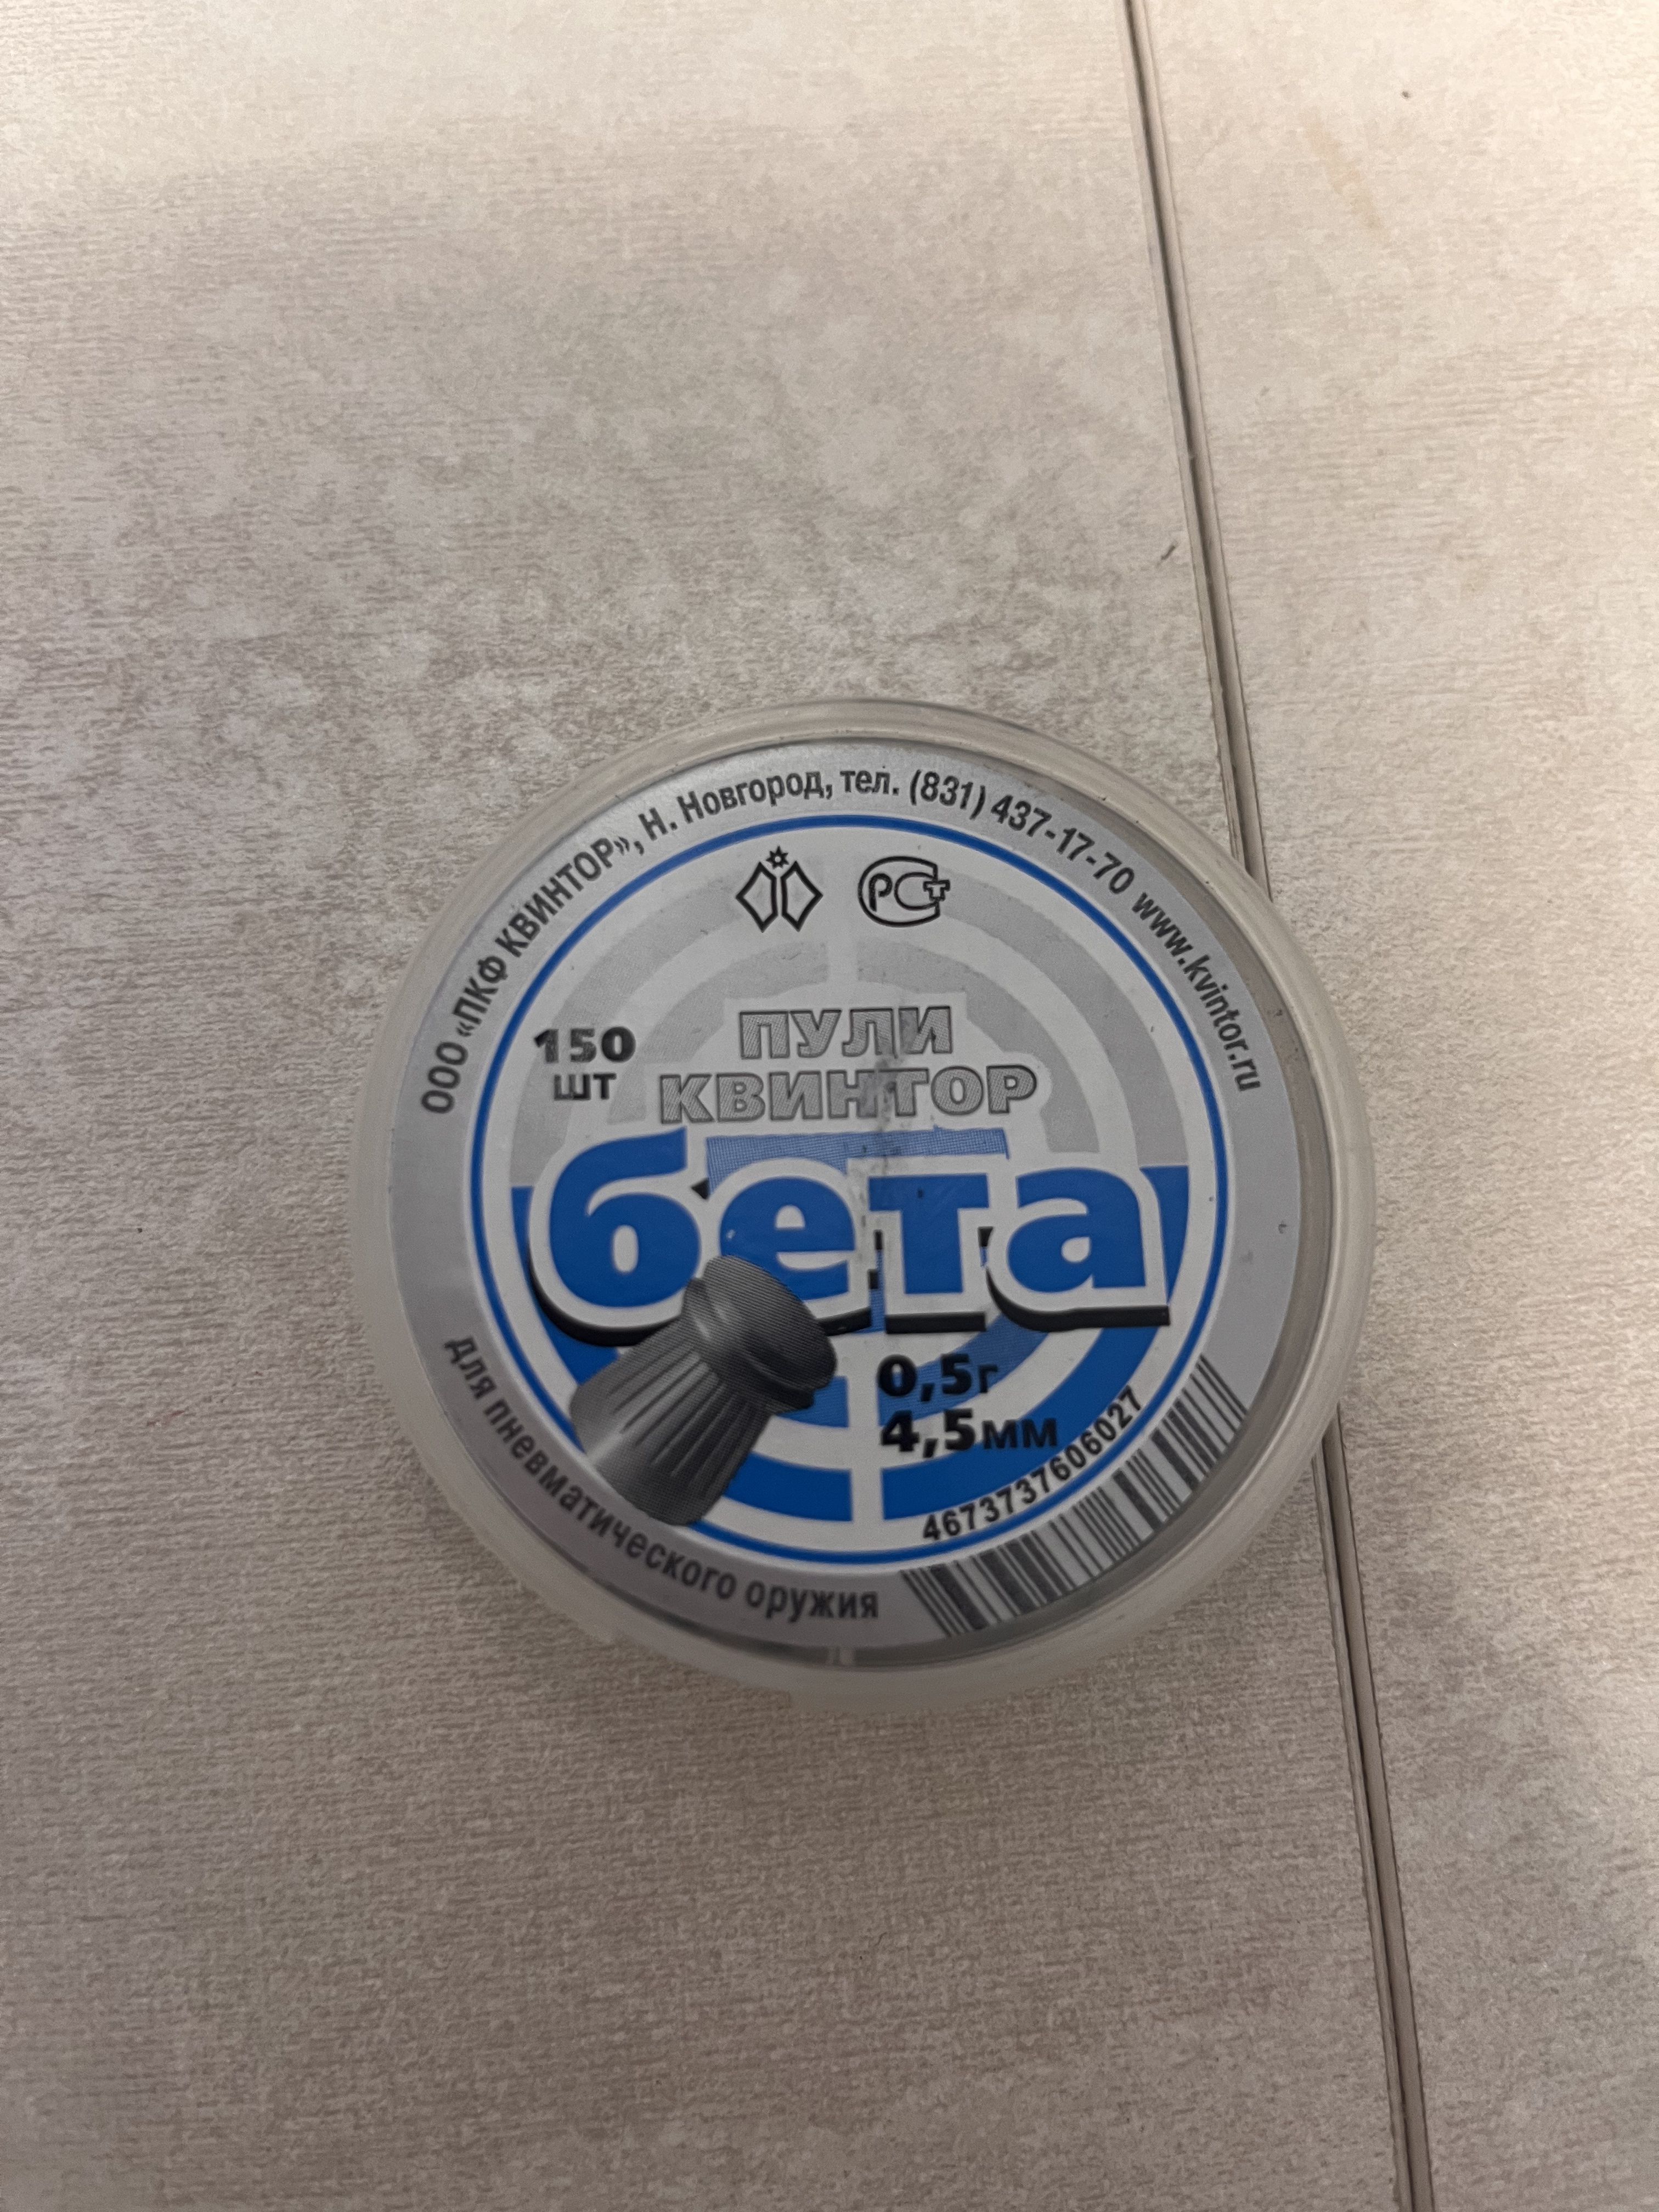 ООО «ПКФ КВИНТОР», Н. Новгород, тел. (831) 437-17-70 www.kvintor.ru
РСТ
150
ШТ
ПУЛИ
КВИНТОР
бета
0,5г
4,5мм
4673737606027
для пневматического оружия